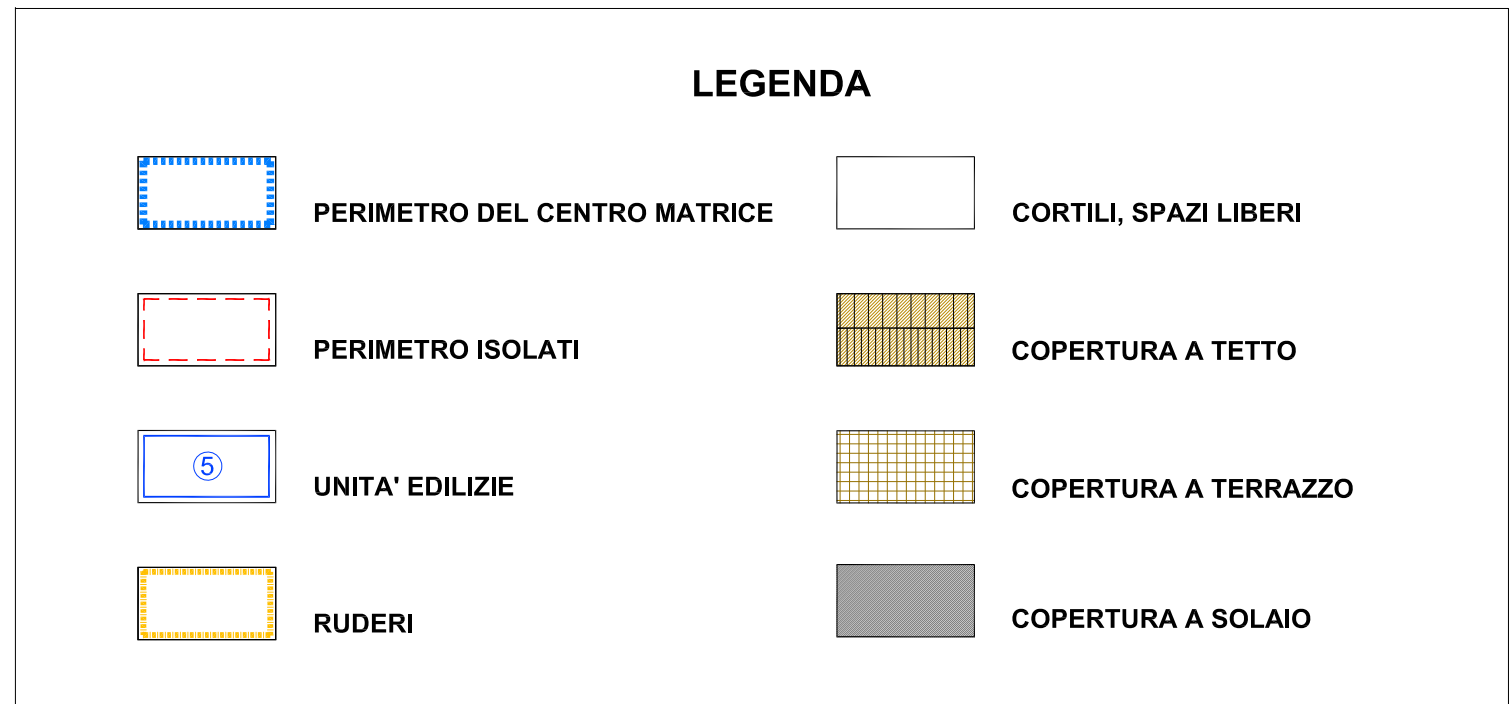 LEGENDA
PERIMETRO DEL CENTRO MATRICE
PERIMETRO ISOLATI
5
UNITA' EDILIZIE
RUDERI
CORTILI, SPAZI LIBERI
COPERTURA A TETTO
COPERTURA A TERRAZZO
COPERTURA A SOLAIO